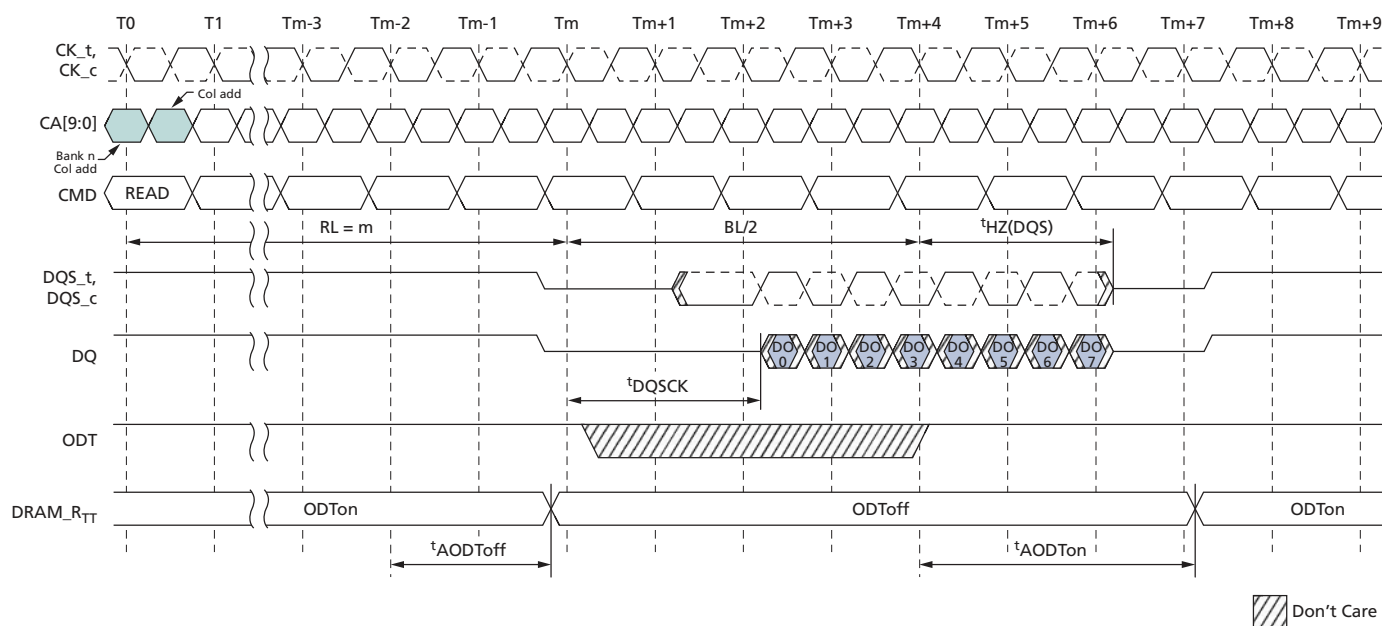 T0 T1 Tm-3 Tm-2 Tm-1 Tm Tm+1 Tm+2 Tm+3 Tm+4 Tm+5 Tm+6 Tm+7 Tm+8 Tm+9
CK_t,
CK_c
Col add
CA[9:0]
Bank n
Col add
CMD READ
RL = m BL/2 tHZ(DQS)
DQS_t,
DQS_c
DQ DO 0 DO 1 DO 2 DO 3 DO 4 DO 5 DO 6 DO 7
tDQSCK
ODT
DRAM_RTT ODTon ODToff ODTon
tAODToff tAODTon
Don't Care